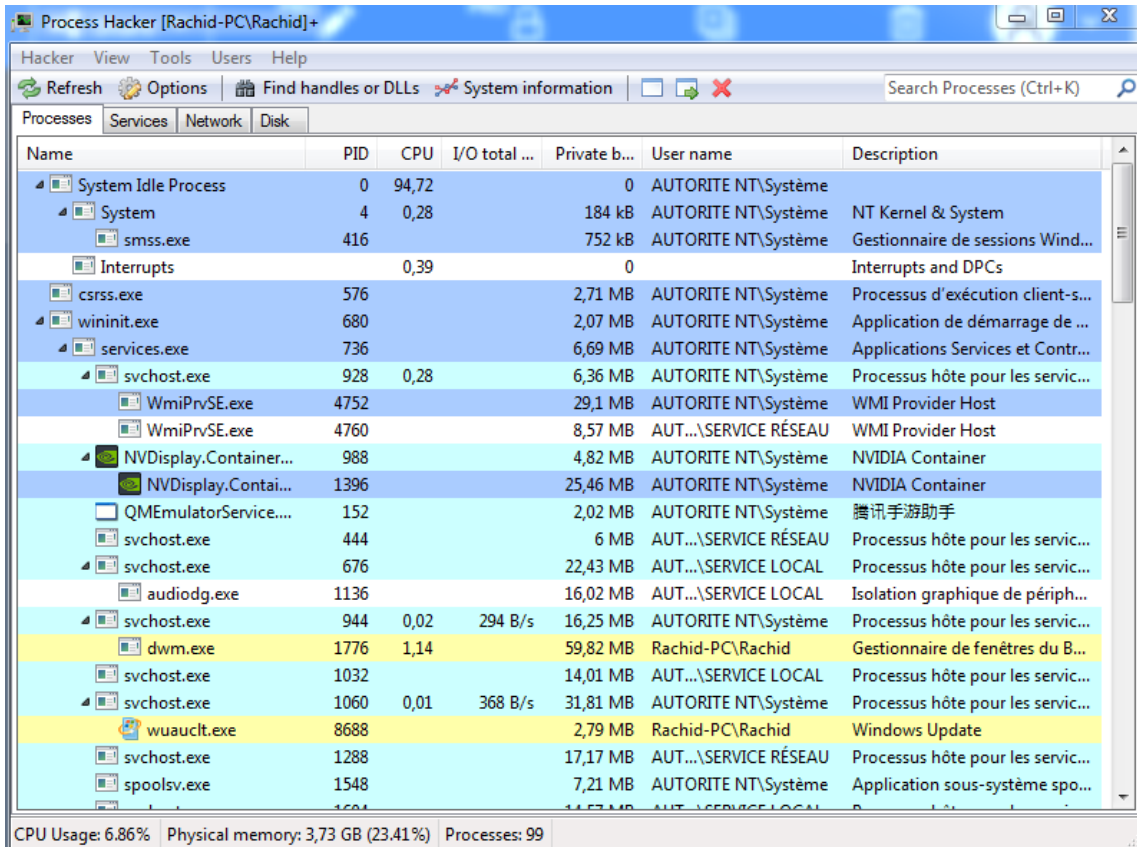 Process Hacker [Rachid-PC\Rachid]+
Hacker View Tools Users Help
Refresh Options Find handles or DLLs System information Search Processes (Ctrl+K)
Processes Services Network Disk
Name PID CPU I/O total ... Private b... User name Description
System Idle Process 0 94,72 0 AUTORITE NT\Système
System 4 0,28 184 kB AUTORITE NT\Système NT Kernel & System
smss.exe 416 752 kB AUTORITE NT\Système Gestionnaire de sessions Wind...
Interrupts 0,39 0 Interrupts and DPCs
csrss.exe 576 2,71 MB AUTORITE NT\Système Processus d'exécution client-s...
wininit.exe 680 2,07 MB AUTORITE NT\Système Application de démarrage de ...
services.exe 736 6,69 MB AUTORITE NT\Système Applications Services et Contr...
svchost.exe 928 0,28 6,36 MB AUTORITE NT\Système Processus hôte pour les servic...
WmiPrvSE.exe 4752 29,1 MB AUTORITE NT\Système WMI Provider Host
WmiPrvSE.exe 4760 8,57 MB AUT...\SERVICE RÉSEAU WMI Provider Host
NVDisplay.Container... 988 4,82 MB AUTORITE NT\Système NVIDIA Container
NVDisplay.Contai... 1396 25,46 MB AUTORITE NT\Système NVIDIA Container
QMEmulatorService.... 152 2,02 MB AUTORITE NT\Système 腾讯手游助手
svchost.exe 444 6 MB AUT...\SERVICE RÉSEAU Processus hôte pour les servic...
svchost.exe 676 22,43 MB AUT...\SERVICE LOCAL Processus hôte pour les servic...
audiodg.exe 1136 16,02 MB AUT...\SERVICE LOCAL Isolation graphique de périph...
svchost.exe 944 0,02 294 B/s 16,25 MB AUTORITE NT\Système Processus hôte pour les servic...
dwm.exe 1776 1,14 59,82 MB Rachid-PC\Rachid Gestionnaire de fenêtres du B...
svchost.exe 1032 14,01 MB AUT...\SERVICE LOCAL Processus hôte pour les servic...
svchost.exe 1060 0,01 368 B/s 31,81 MB AUTORITE NT\Système Processus hôte pour les servic...
wuauclt.exe 8688 2,79 MB Rachid-PC\Rachid Windows Update
svchost.exe 1288 17,17 MB AUT...\SERVICE RÉSEAU Processus hôte pour les servic...
spoolsv.exe 1548 7,21 MB AUTORITE NT\Système Application sous-système spo...
CPU Usage: 6.86% Physical memory: 3,73 GB (23.41%) Processes: 99